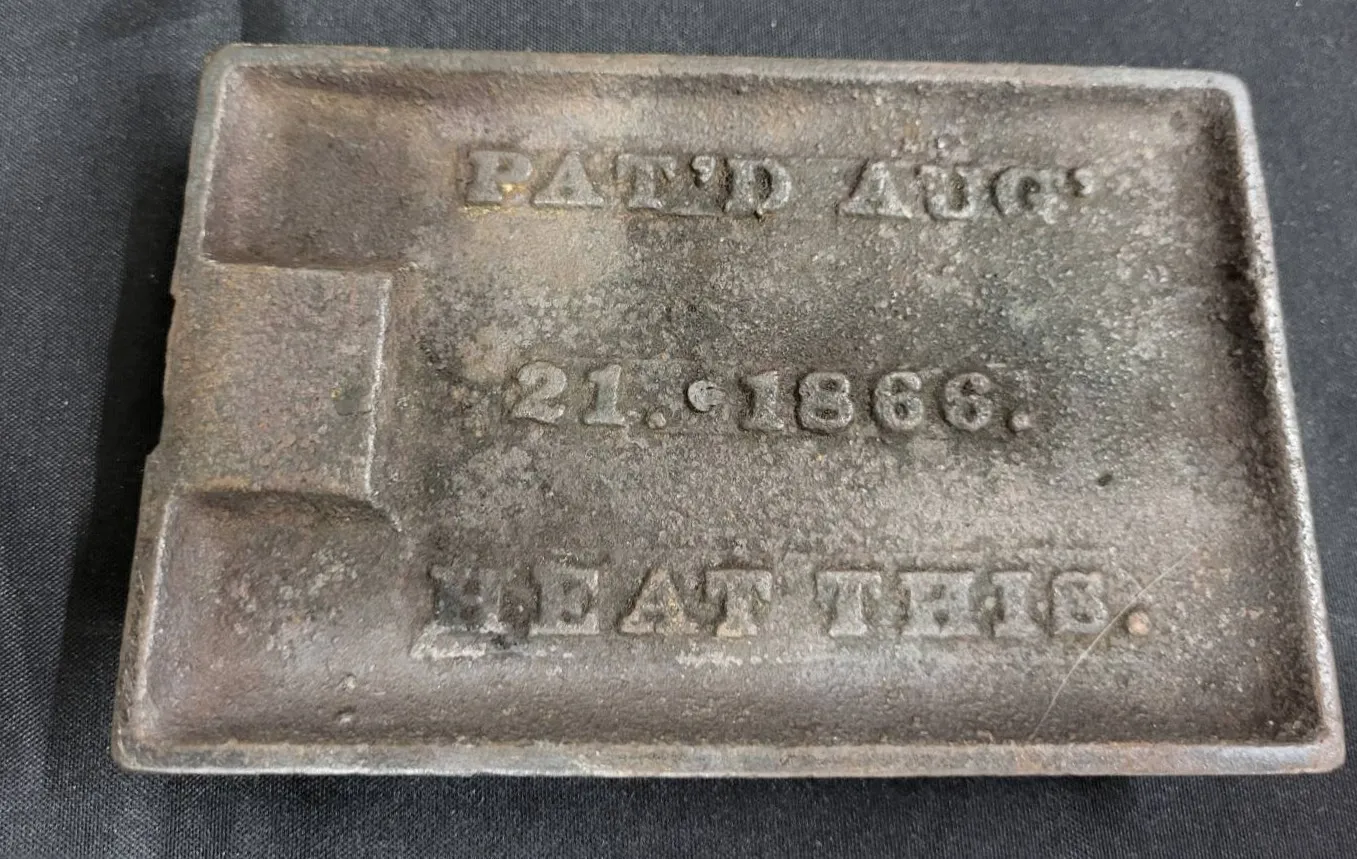 PAT'D AUG'
21. 1866.
HEAT THIS.